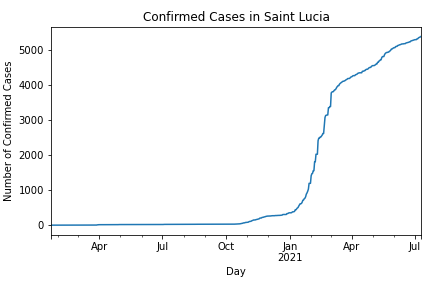 Confirmed Cases in Saint Lucia
Number of Confirmed Cases
5000
4000
3000
2000
1000
0
Apr Jul Oct Jan Apr Jul
2021
Day